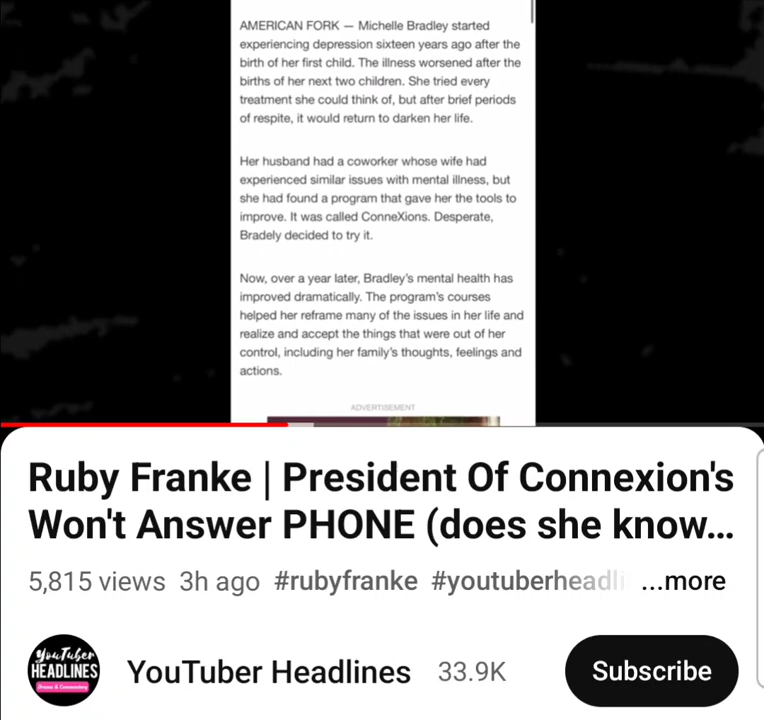 AMERICAN FORK — Michelle Bradley started
experiencing depression sixteen years ago after the
birth of her first child. The illness worsened after the
births of her next two children. She tried every
treatment she could think of, but after brief periods
of respite, it would return to darken her life.
Her husband had a coworker whose wife had
experienced similar issues with mental illness, but
she had found a program that gave her the tools to
improve. It was called ConneXions. Desperate,
Bradely decided to try it.
Now, over a year later, Bradley's mental health has
improved dramatically. The program's courses
helped her reframe many of the issues in her life and
realize and accept the things that were out of her
control, including her family's thoughts, feelings and
actions.
ADVERTISEMENT
Ruby Franke | President Of Connexion's
Won't Answer PHONE (does she know...
5,815 views 3h ago #rubyfranke #youtuberheadli ...more
YouTuber
HEADLINES
Drama & Commentary
YouTuber Headlines 33.9K Subscribe